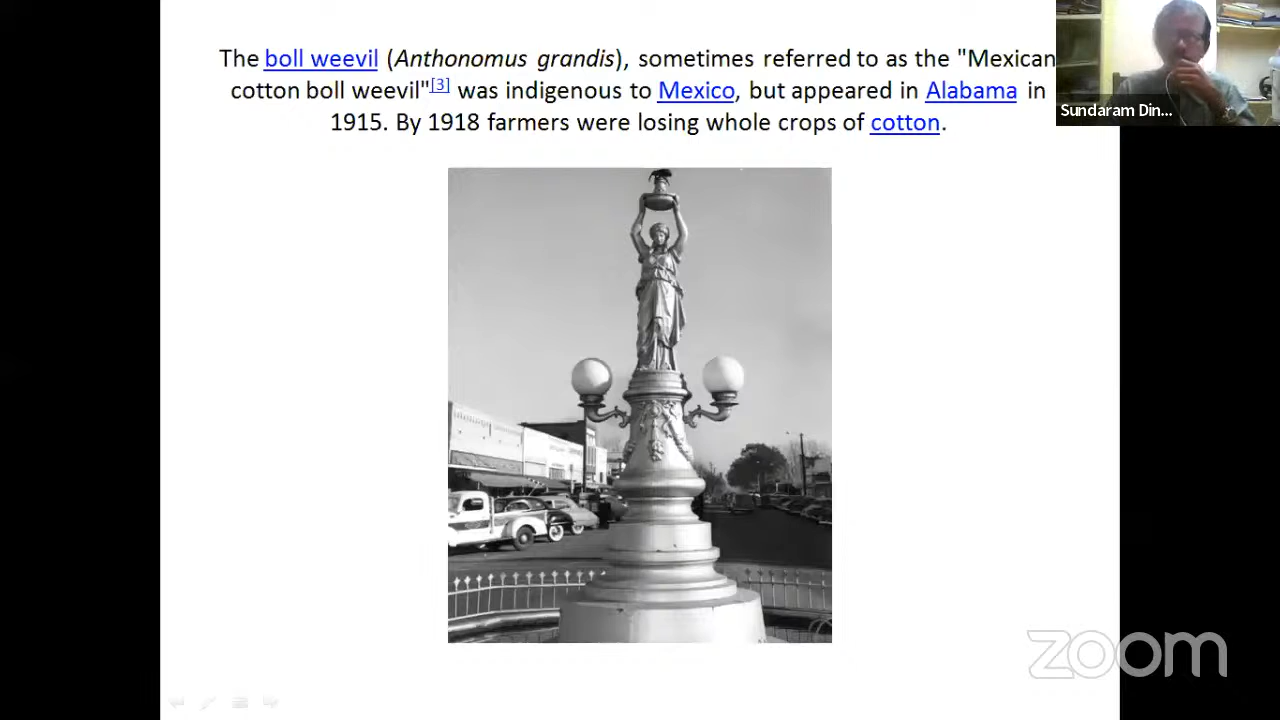 The boll weevil (Anthonomus grandis), sometimes referred to as the "Mexican
cotton boll weevil"[3] was indigenous to Mexico, but appeared in Alabama in
1915. By 1918 farmers were losing whole crops of cotton.
Sundaram Din...
zoom